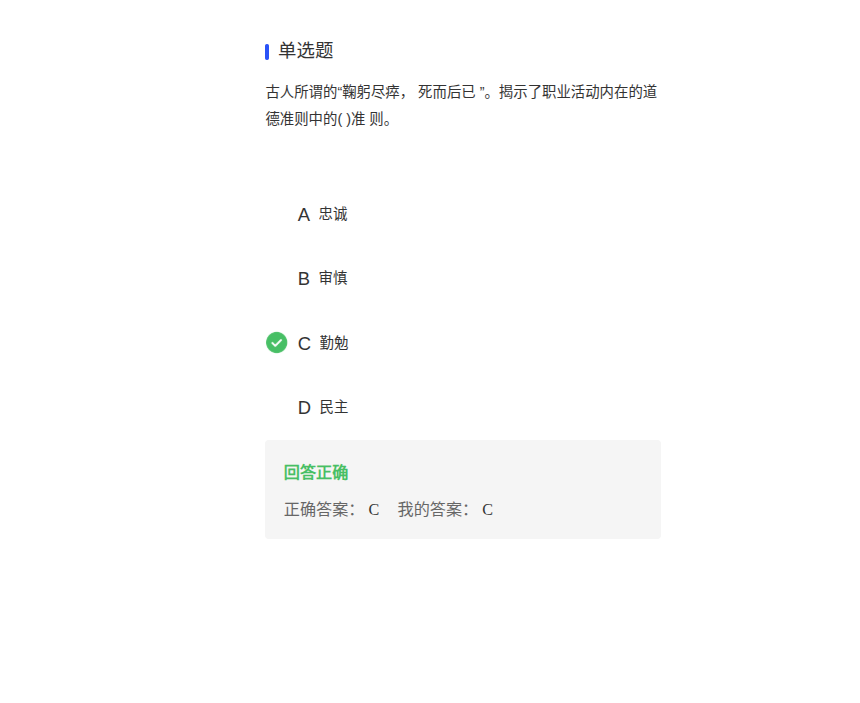 单选题
古人所谓的“鞠躬尽瘁， 死而后已 ”。揭示了职业活动内在的道
德准则中的( )准 则。
A 忠诚
B 审慎
C 勤勉
D 民主
回答正确
正确答案： C 我的答案： C